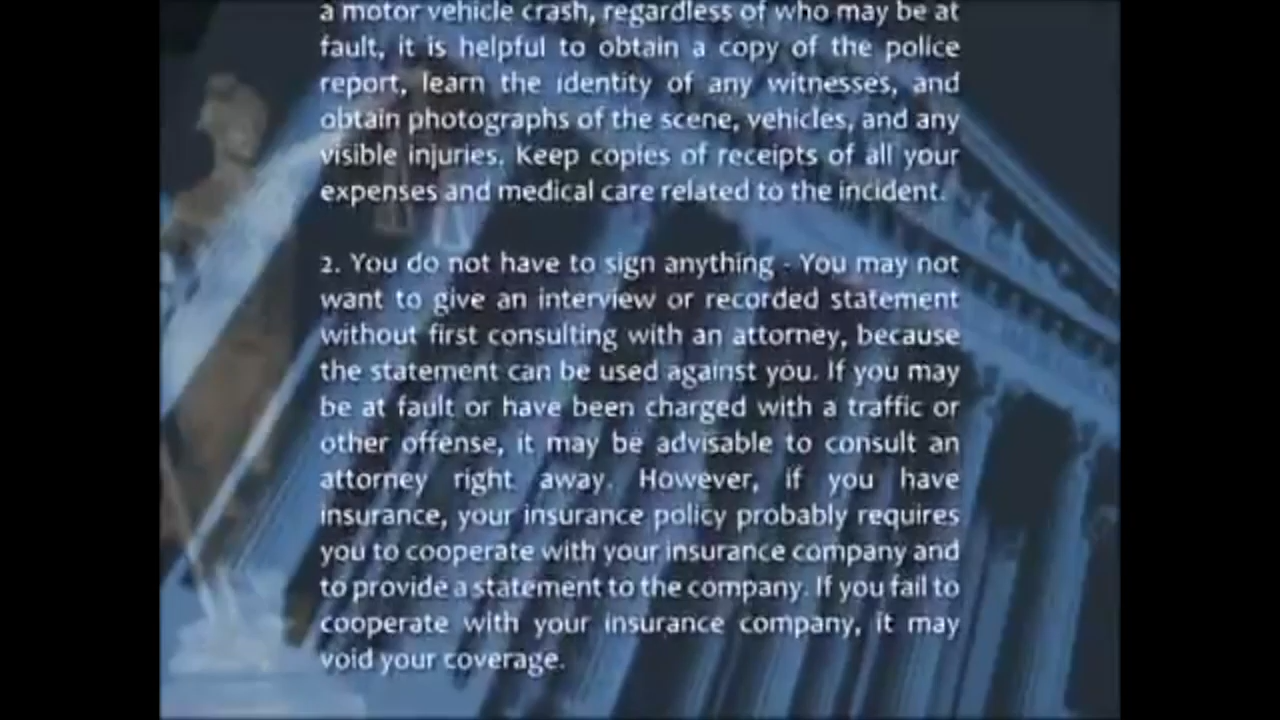 a motor vehicle crash, regardless of who may be at
fault, it is helpful to obtain a copy of the police
report, learn the identity of any witnesses, and
obtain photographs of the scene, vehicles, and any
visible injuries. Keep copies of receipts of all your
expenses and medical care related to the incident.
2. You do not have to sign anything - You may not
want to give an interview or recorded statement
without first consulting with an attorney, because
the statement can be used against you. If you may
be at fault or have been charged with a traffic or
other offense, it may be advisable to consult an
attorney right away. However, if you have
insurance, your insurance policy probably requires
you to cooperate with your insurance company and
to provide a statement to the company. If you fail to
cooperate with your insurance company, it may
void your coverage.